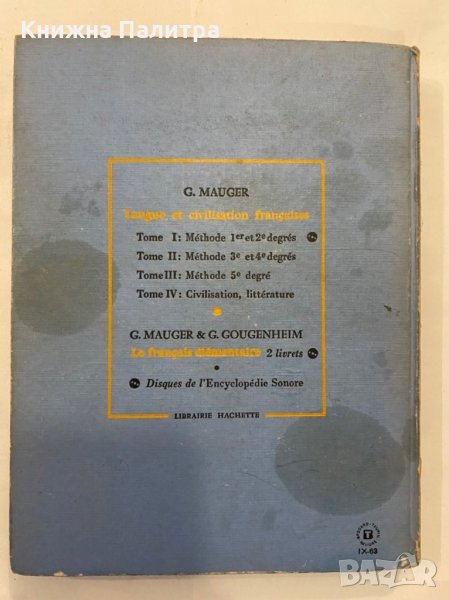 Книжна Палитра
G. MAUGER
Langue et civilisation françaises
Tome I: Méthode 1er et 2e degrés
Tome II: Méthode 3e et 4e degrés
Tome III: Méthode 5e degré
Tome IV: Civilisation, littérature
G. MAUGER & G. GOUGENHEIM
Le français élémentaire 2 livrets
Disques de l'Encyclopédie Sonore
LIBRAIRIE HACHETTE
T
IX-63
BAZAR